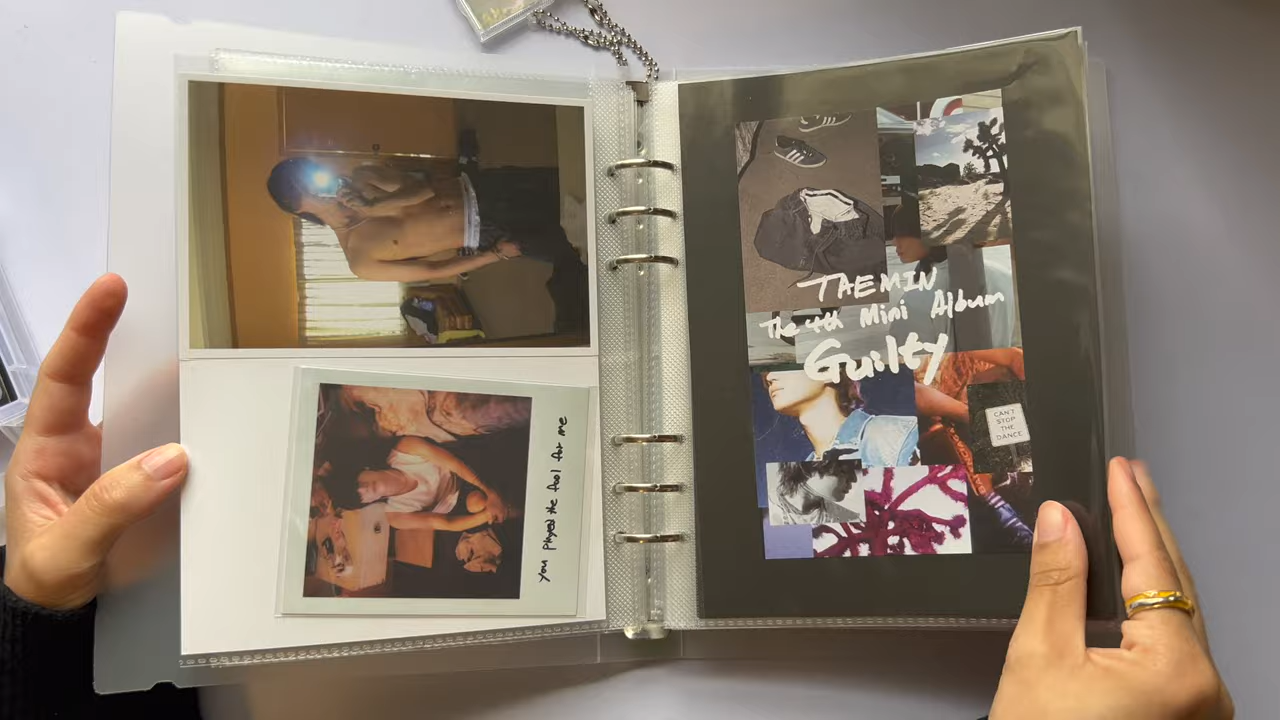 you played the fool for me
TAEMIN
The 4th Mini Album
Guilty
CAN'T
STOP
THE
DANCE